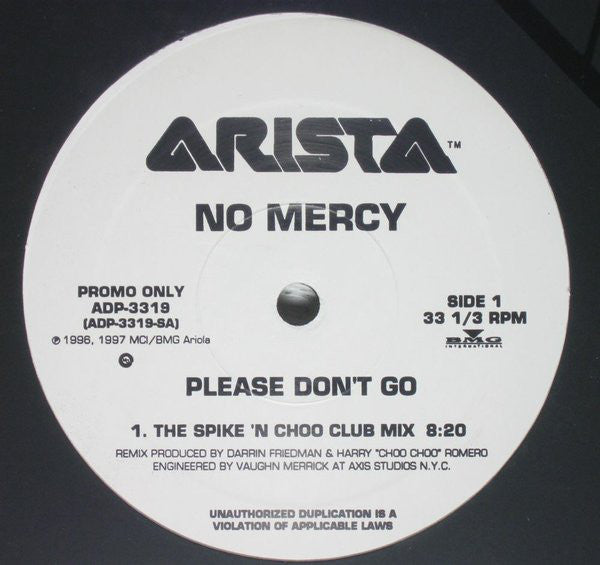 ARISTA™
NO MERCY
PROMO ONLY
ADP-3319
(ADP-3319-SA)
℗ 1996, 1997 MCI/BMG Ariola
SIDE 1
33 1/3 RPM
BMG
INTERNATIONAL
PLEASE DON'T GO
1. THE SPIKE 'N CHOO CLUB MIX 8:20
REMIX PRODUCED BY DARRIN FRIEDMAN & HARRY "CHOO CHOO" ROMERO
ENGINEERED BY VAUGHN MERRICK AT AXIS STUDIOS N.Y.C.
UNAUTHORIZED DUPLICATION IS A
VIOLATION OF APPLICABLE LAWS